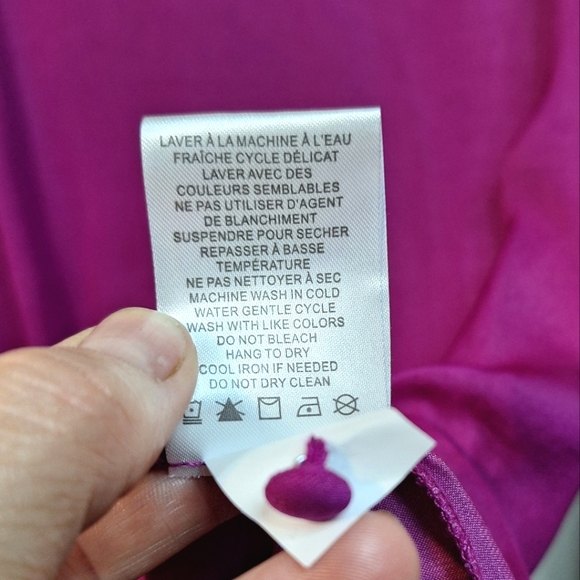 LAVER À LA MACHINE À L'EAU
FRAÎCHE CYCLE DÉLICAT
LAVER AVEC DES
COULEURS SEMBLABLES
NE PAS UTILISER D'AGENT
DE BLANCHIMENT
SUSPENDRE POUR SECHER
REPASSER À BASSE
TEMPÉRATURE
NE PAS NETTOYER À SEC
MACHINE WASH IN COLD
WATER GENTLE CYCLE
WASH WITH LIKE COLORS
DO NOT BLEACH
HANG TO DRY
COOL IRON IF NEEDED
DO NOT DRY CLEAN